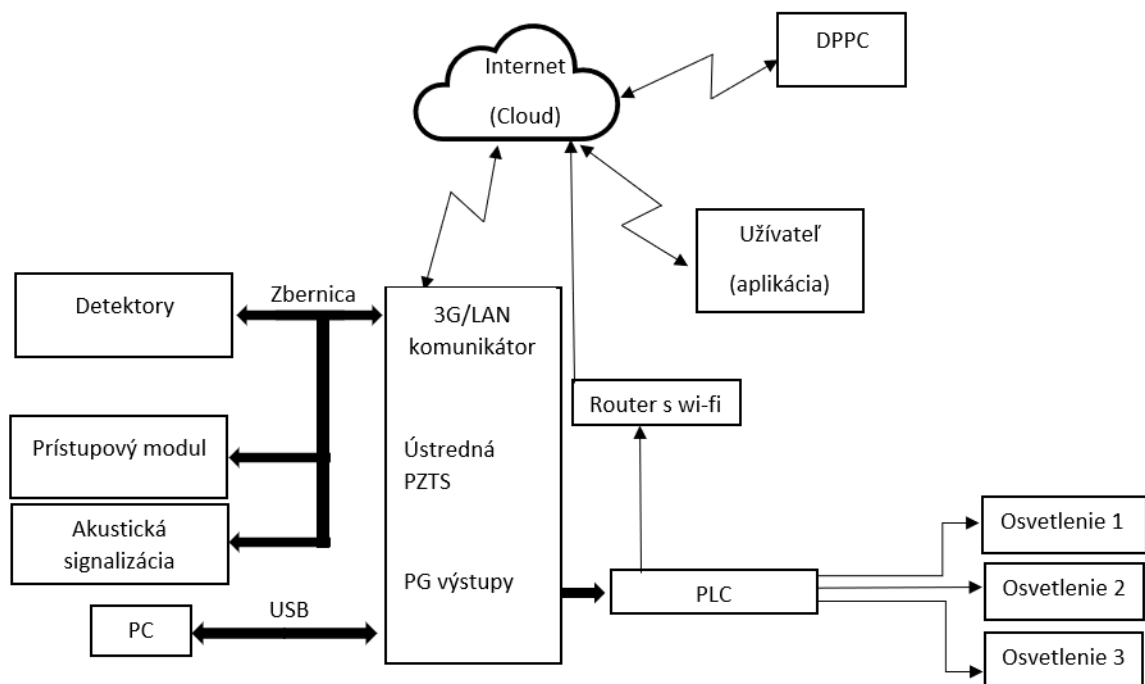 DPPC
Internet
(Cloud)
Užívateľ
(aplikácia)
Detektory
Zbernica
3G/LAN
komunikátor
Router s wi-fi
Prístupový modul
Ústredná
PZTS
Akustická
signalizácia
PG výstupy
PLC
Osvetlenie 1
Osvetlenie 2
Osvetlenie 3
USB
PC